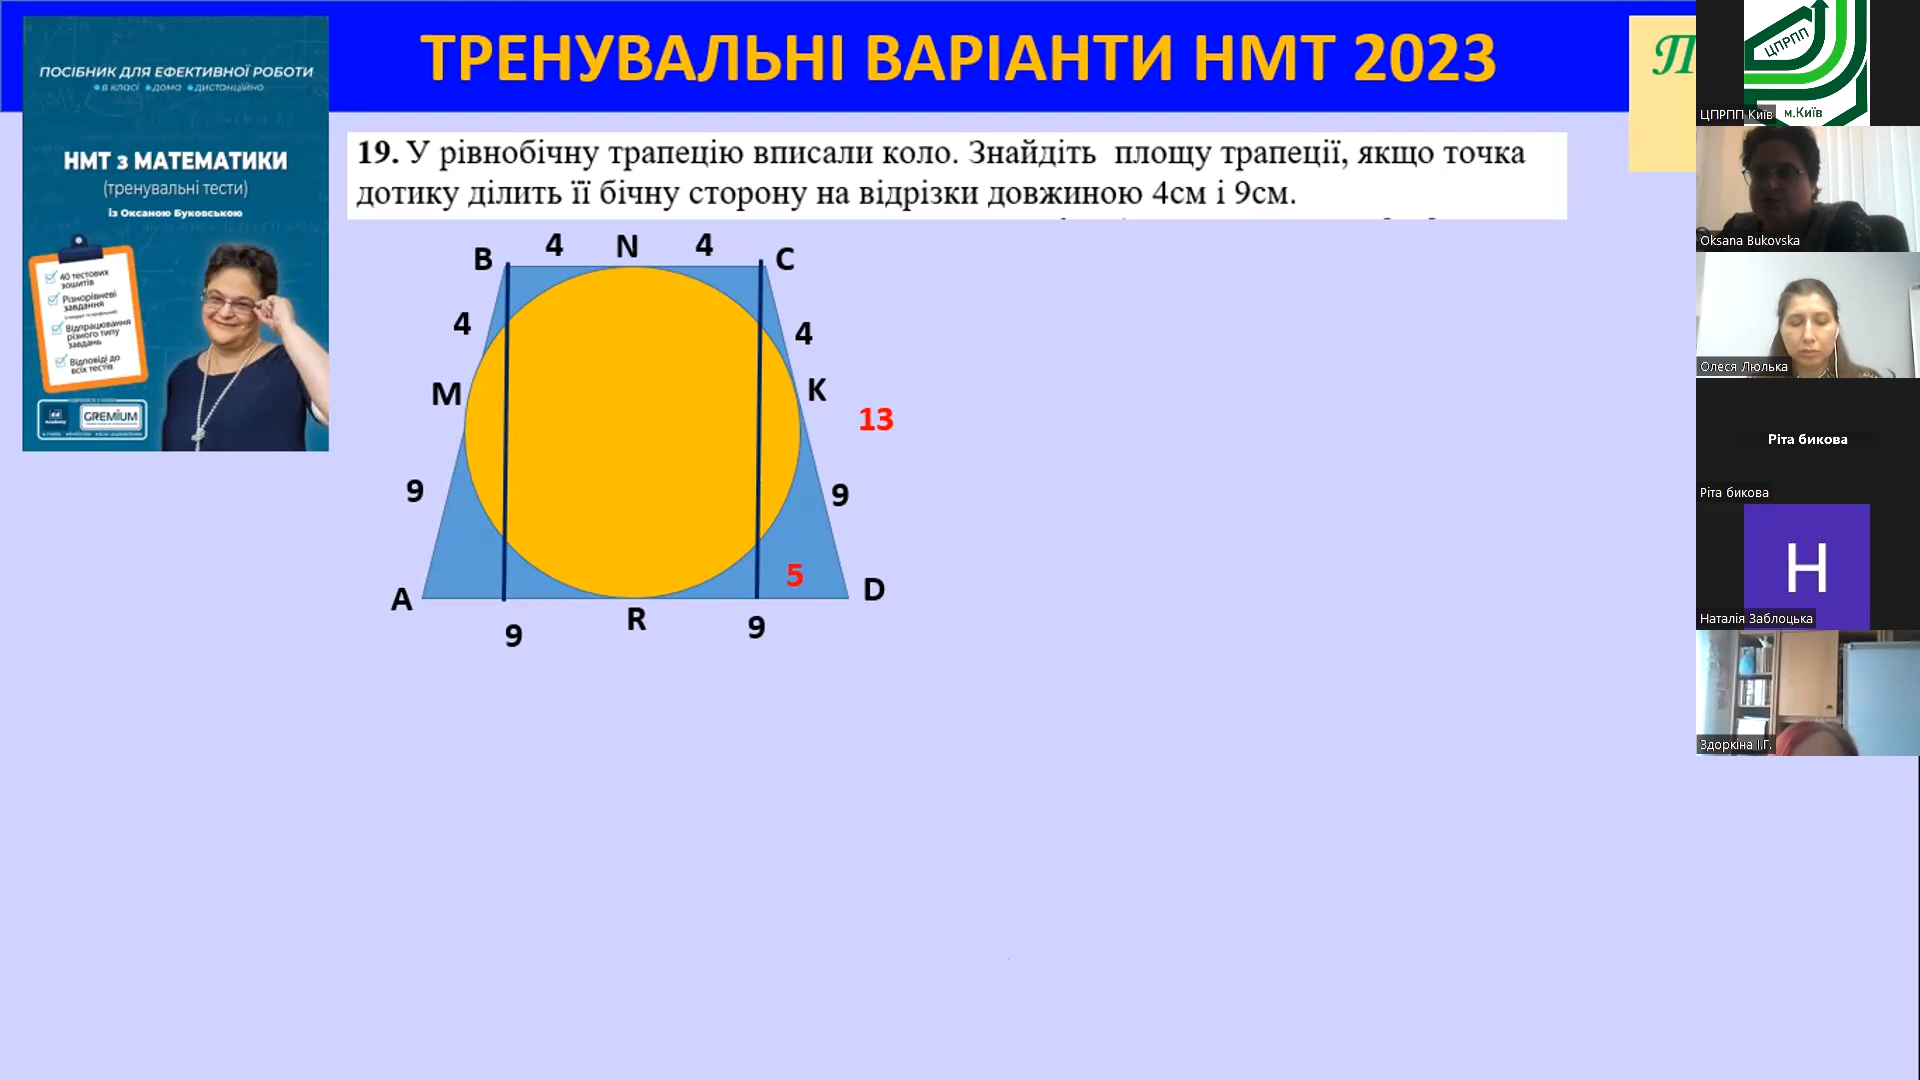 ПОСІБНИК ДЛЯ ЕФЕКТИВНОЇ РОБОТИ
в класі дома дистанційно
НМТ з МАТЕМАТИКИ
(тренувальні тести)
із Оксаною Буковською
40 тестових
зошитів
Різнорівневі
завдання
Відпрацювання
різного типу
завдань
Відповіді до
всіх тестів
GREMIUM
ТРЕНУВАЛЬНІ ВАРІАНТИ НМТ 2023
П
19. У рівнобічну трапецію вписали коло. Знайдіть площу трапеції, якщо точка
дотику ділить її бічну сторону на відрізки довжиною 4см і 9см.
B 4 N 4 C
4 4
M K
13
9 9
5
A R D
9 9
ЦПРПП
м.Київ
ЦПРПП Київ
Oksana Bukovska
Олеся Люлька
Ріта бикова
Ріта бикова
Н
Наталія Заблоцька
Здоркіна І.Г.